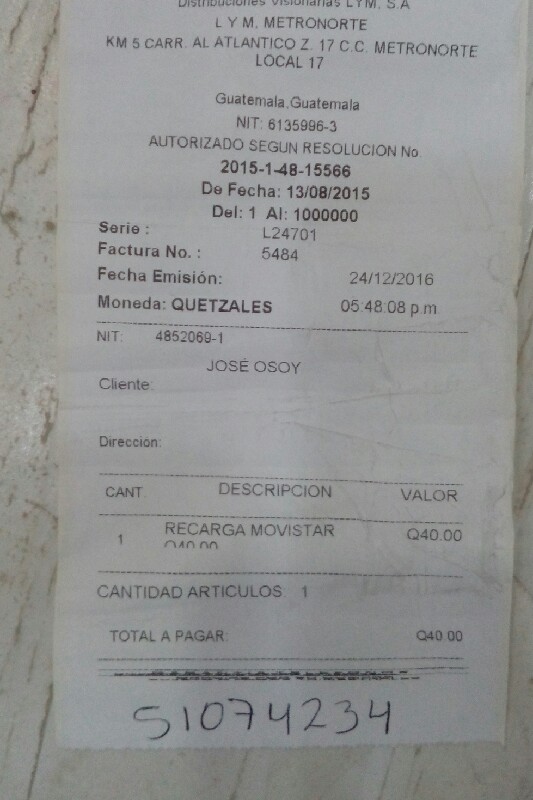 Distribuciones Visionarias LYM, S.A
L Y M, METRONORTE
KM 5 CARR. AL ATLANTICO Z. 17 C.C. METRONORTE
LOCAL 17
Guatemala,Guatemala
NIT: 6135996-3
AUTORIZADO SEGUN RESOLUCION No.
2015-1-48-15566
De Fecha: 13/08/2015
Del: 1 Al: 1000000
Serie : L24701
Factura No. : 5484
Fecha Emisión: 24/12/2016
Moneda: QUETZALES 05:48:08 p.m.
NIT: 4852069-1
JOSÉ OSOY
Cliente:
Dirección:
CANT. DESCRIPCION VALOR
1 RECARGA MOVISTAR Q40.00
Q40.00
CANTIDAD ARTICULOS: 1
TOTAL A PAGAR: Q40.00
51074234